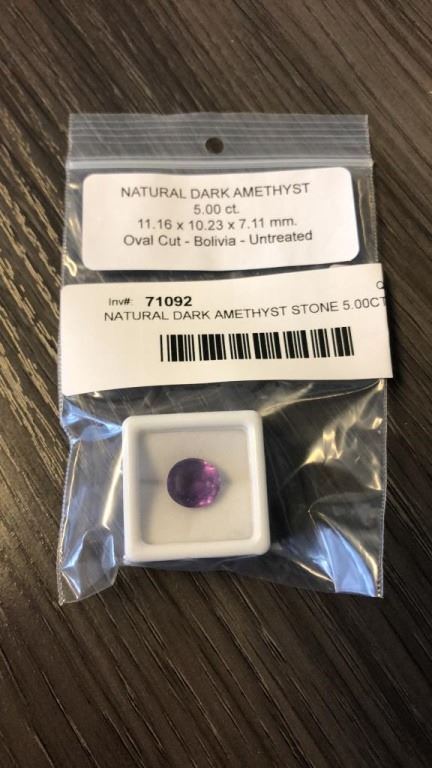 NATURAL DARK AMETHYST
5.00 ct.
11.16 x 10.23 x 7.11 mm.
Oval Cut - Bolivia - Untreated
Q
Inv#: 71092
NATURAL DARK AMETHYST STONE 5.00CT